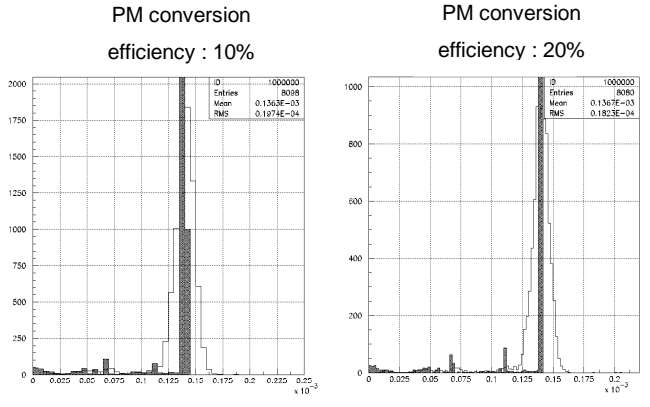 PM conversion
efficiency : 10%
ID 1000000
Entries 8098
Mean 0.1363E-03
RMS 0.1974E-04
2000
1750
1500
1250
1000
750
500
250
0
0 0.025 0.05 0.075 0.1 0.125 0.15 0.175 0.2 0.225 0.25
x 10⁻³
PM conversion
efficiency : 20%
ID 1000000
Entries 8080
Mean 0.1367E-03
RMS 0.1823E-04
1000
800
600
400
200
0
0 0.025 0.05 0.075 0.1 0.125 0.15 0.175 0.2
x 10⁻³